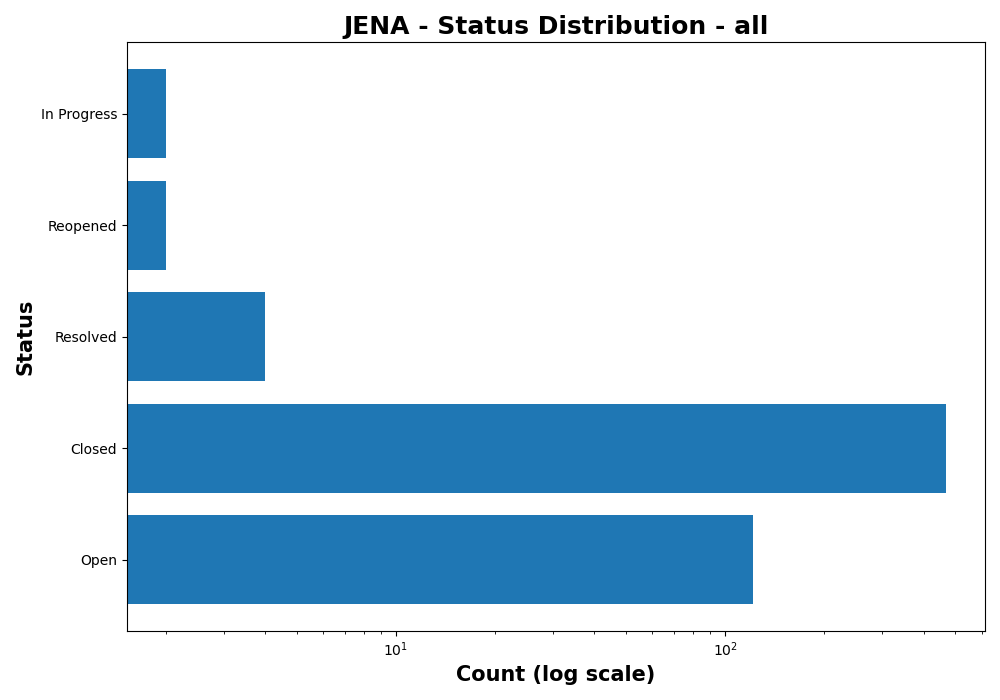 JENA - Status Distribution - all
In Progress
Reopened
Resolved
Closed
Open
Status
10¹
10²
Count (log scale)